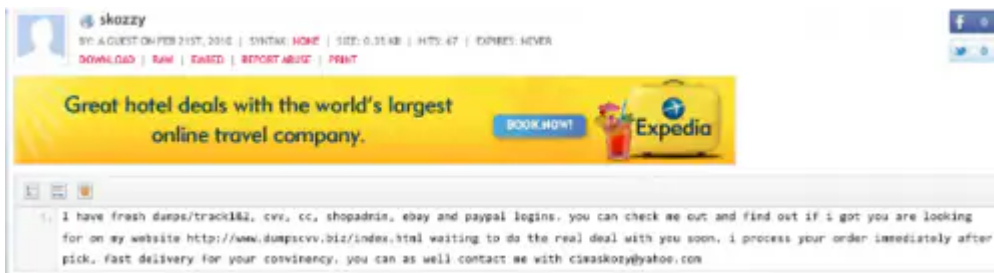 skozzy
BY: A GUEST ON FEB 21ST, 2010 | SYNTAX: NONE | SIZE: 0.35 KB | HITS: 67 | EXPIRES: NEVER
DOWNLOAD | RAW | EMBED | REPORT ABUSE | PRINT
f 0
0
Great hotel deals with the world's largest
online travel company.
BOOK NOW!
Expedia
1. I have fresh dumps/track1&2, cvv, cc, shopadmin, ebay and paypal logins. you can check me out and find out if i got you are looking
for on my website http://www.dumpscvv.biz/index.html waiting to do the real deal with you soon. i process your order immediately after
pick, fast delivery for your convinency. you can as well contact me with cimaskozy@yahoo.com